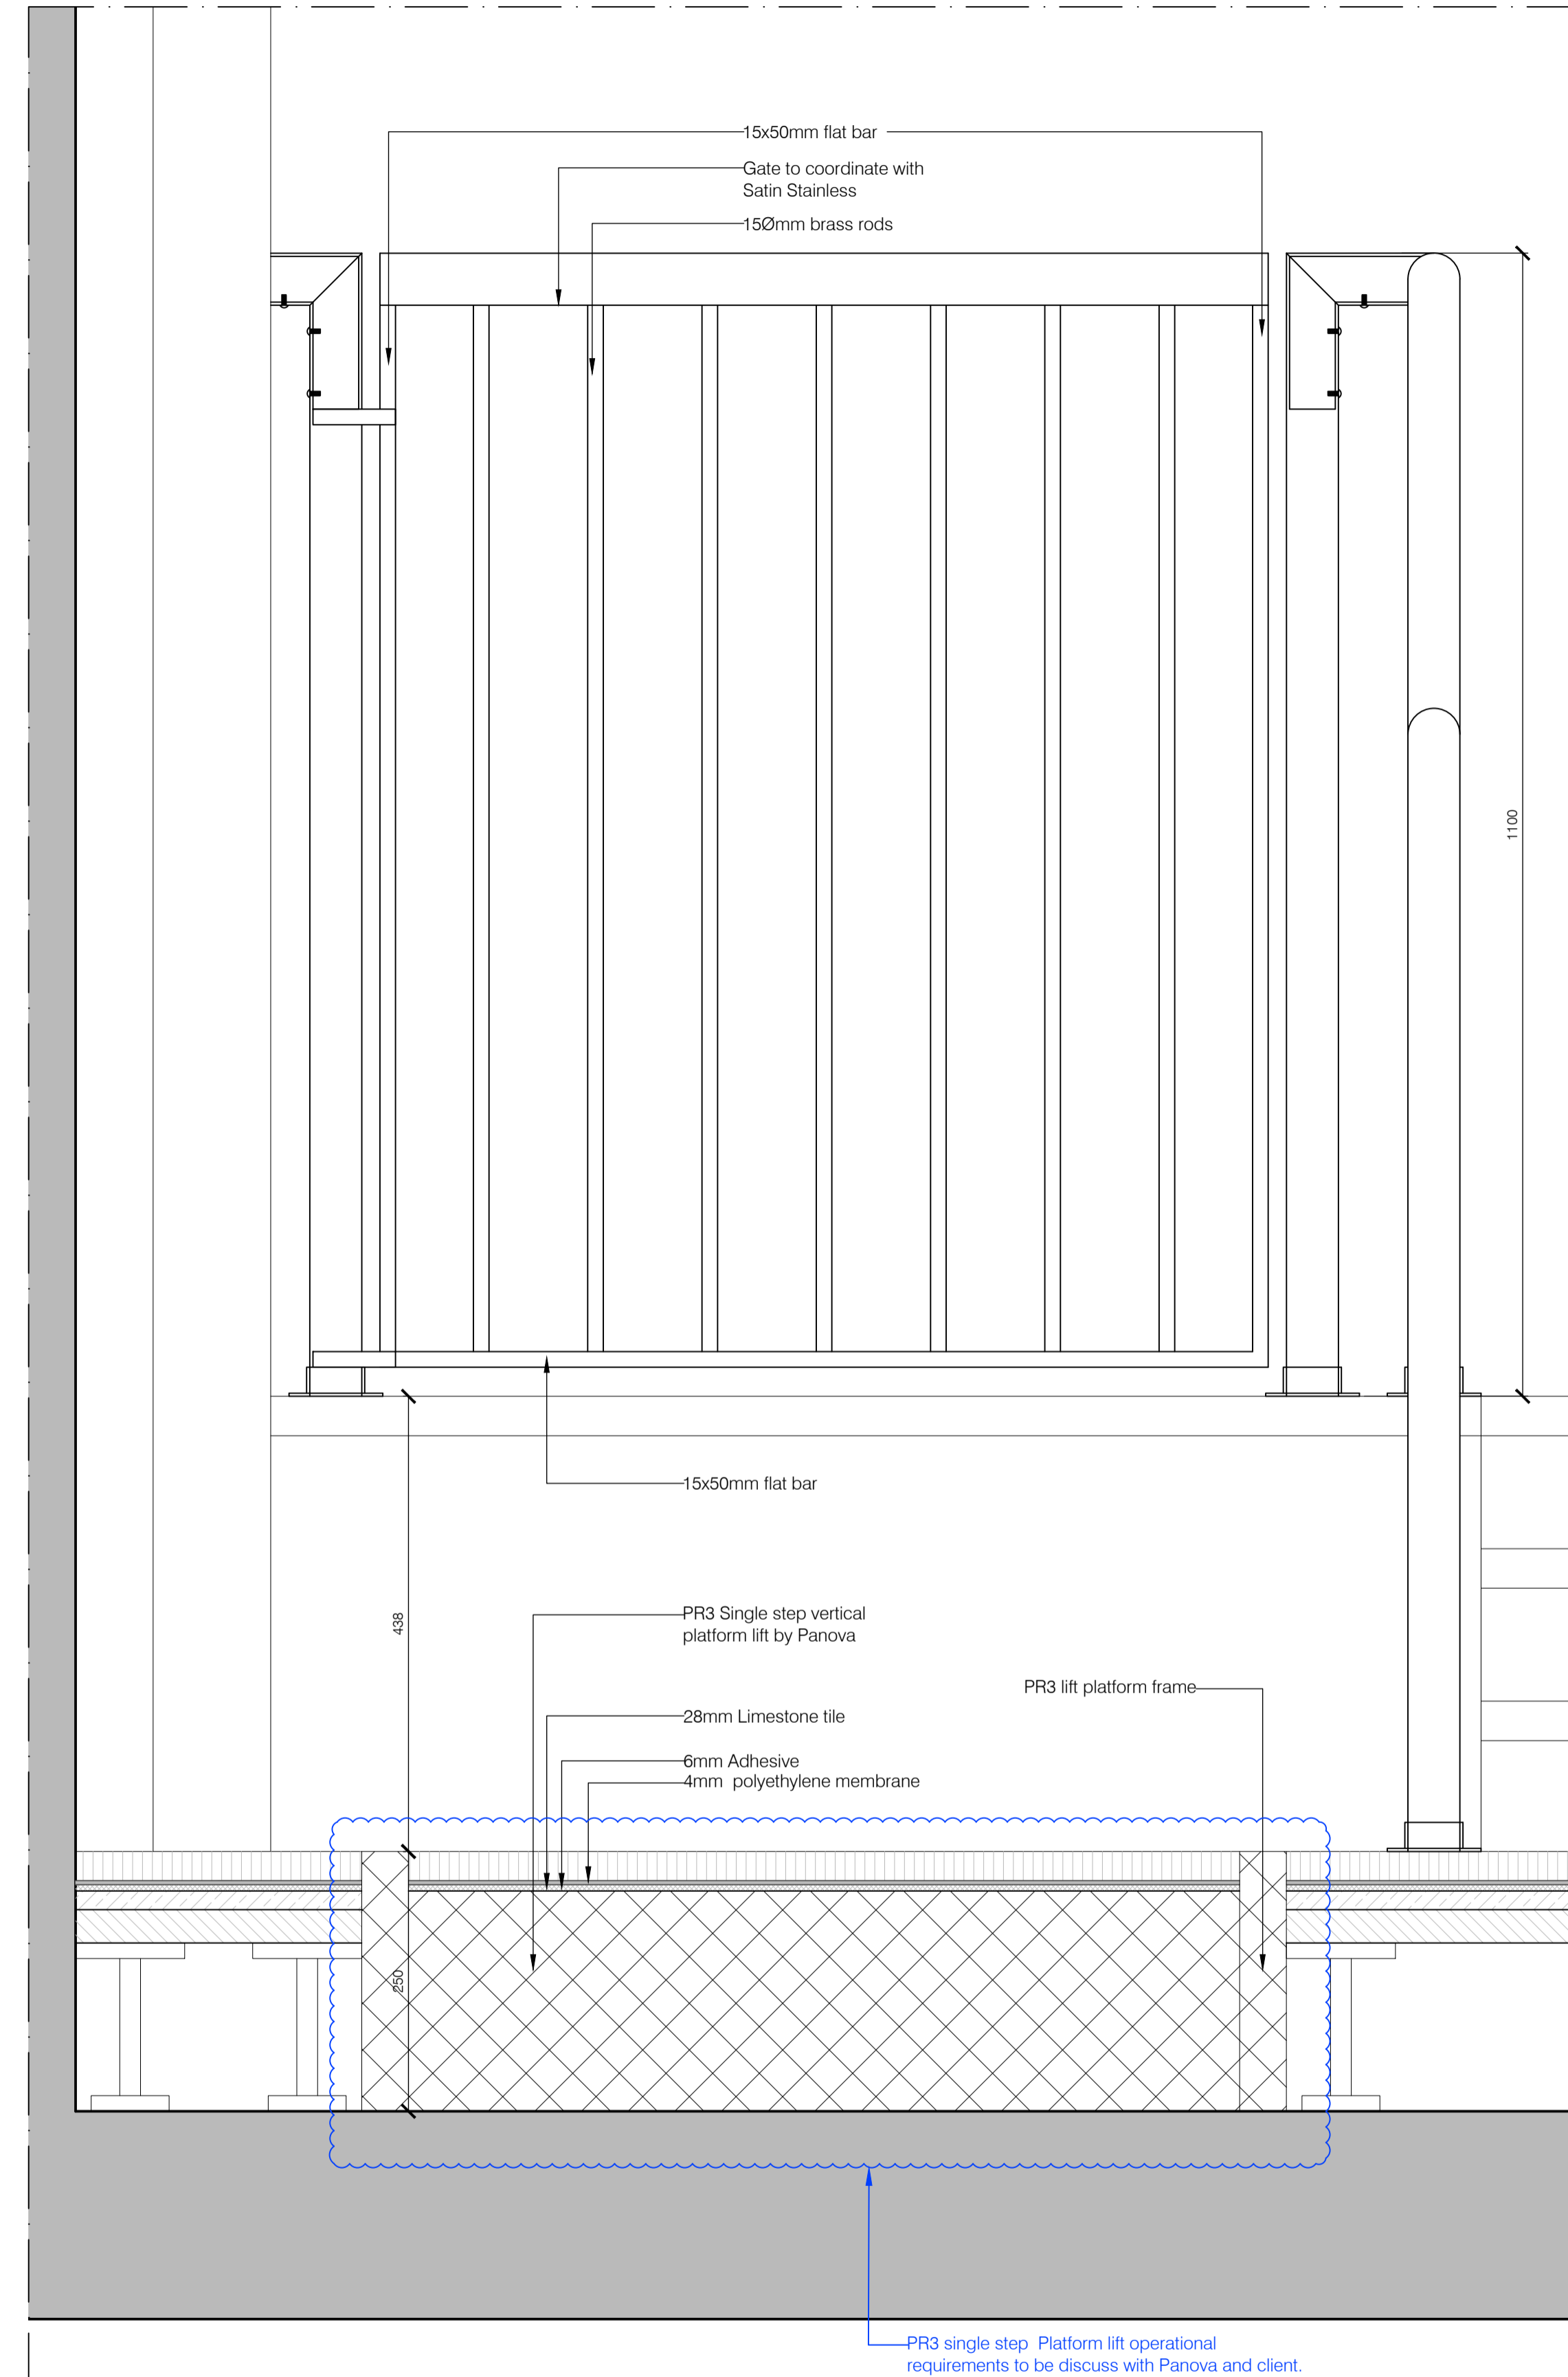 15x50mm flat bar
Gate to coordinate with
Satin Stainless
15Ømm brass rods
1100
15x50mm flat bar
438
PR3 Single step vertical
platform lift by Panova
PR3 lift platform frame
28mm Limestone tile
6mm Adhesive
4mm polyethylene membrane
250
PR3 single step Platform lift operational
requirements to be discuss with Panova and client.